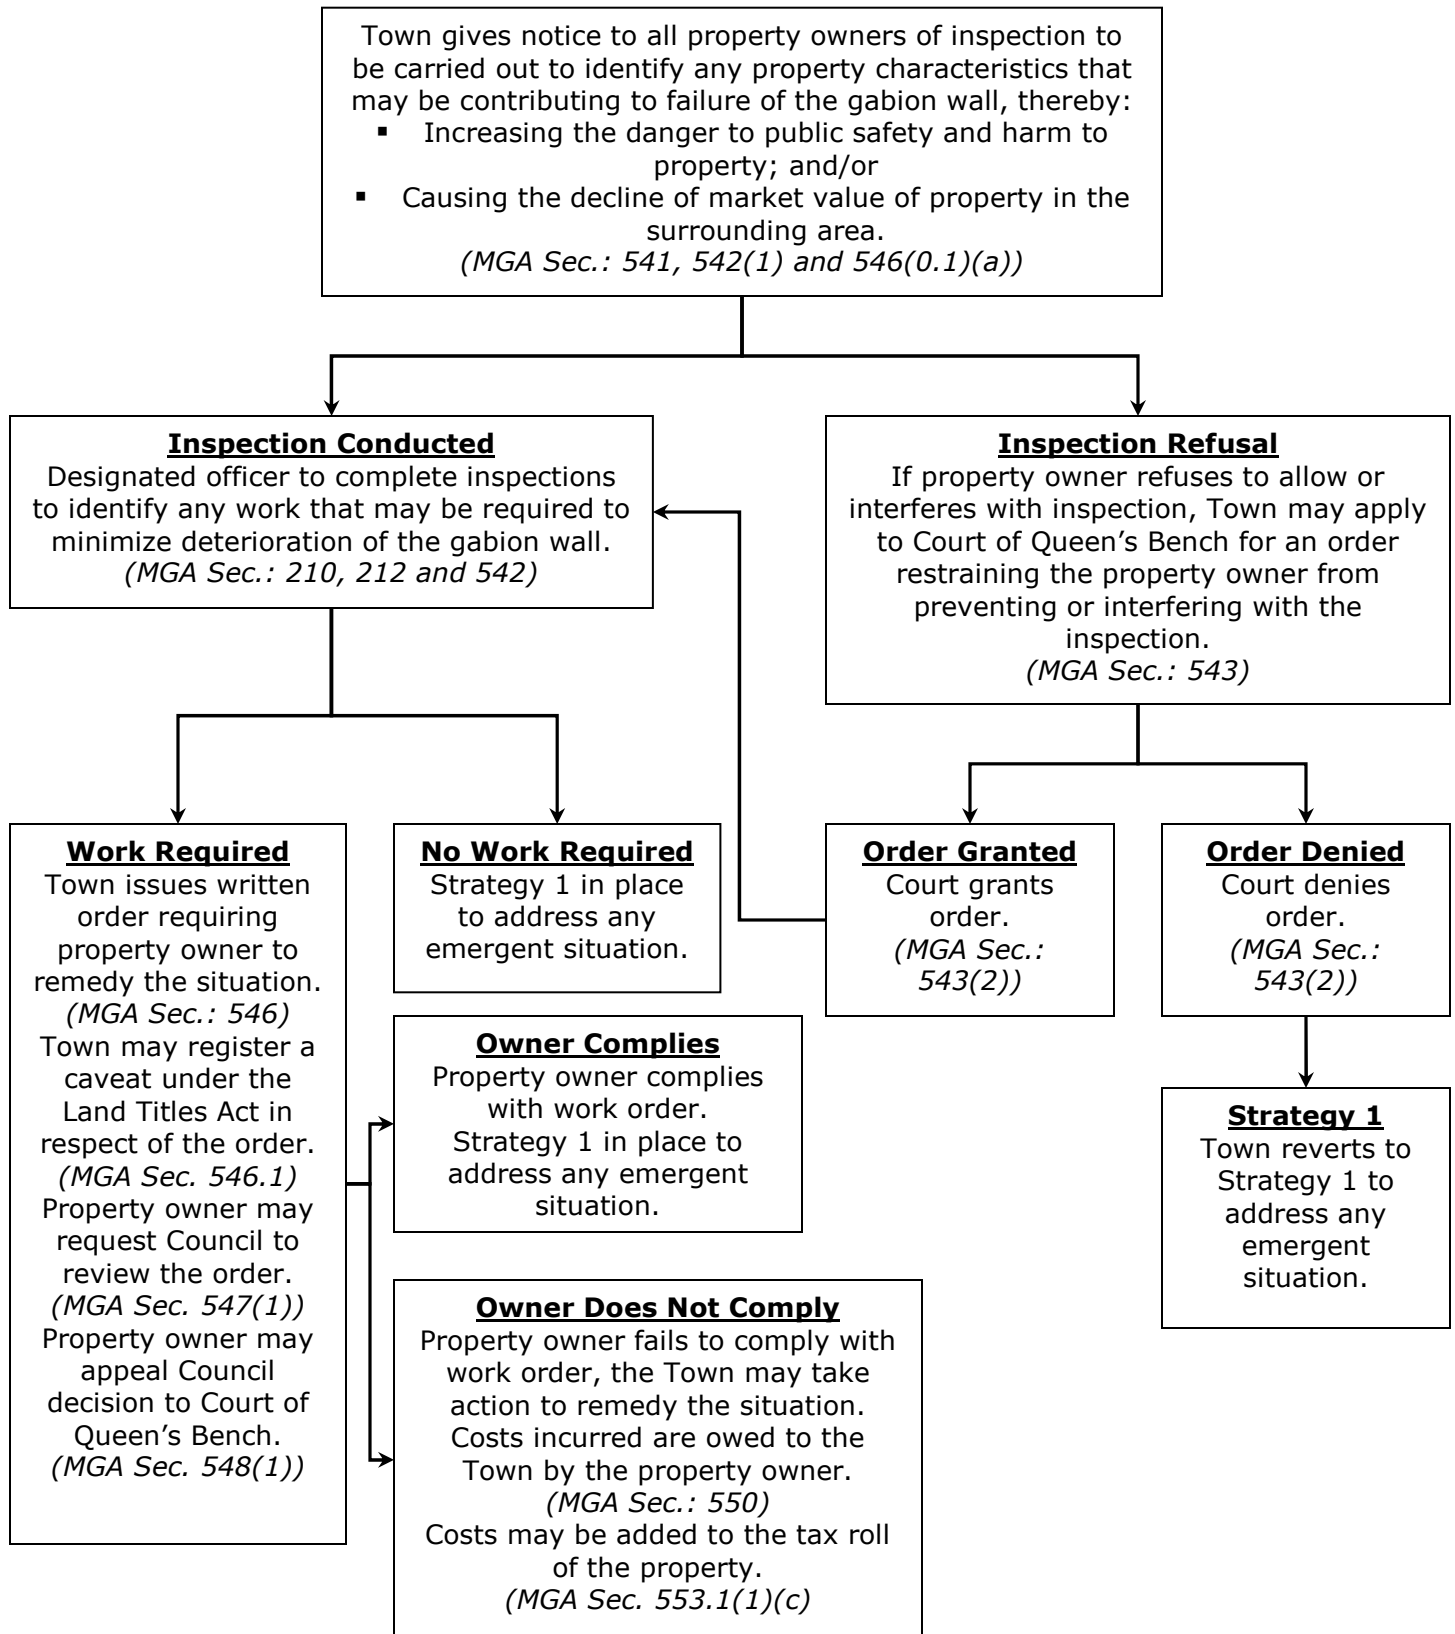 Town gives notice to all property owners of inspection to
be carried out to identify any property characteristics that
may be contributing to failure of the gabion wall, thereby:
▪ Increasing the danger to public safety and harm to
property; and/or
▪ Causing the decline of market value of property in the
surrounding area.
(MGA Sec.: 541, 542(1) and 546(0.1)(a))
Inspection Conducted
Designated officer to complete inspections
to identify any work that may be required to
minimize deterioration of the gabion wall.
(MGA Sec.: 210, 212 and 542)
Inspection Refusal
If property owner refuses to allow or
interferes with inspection, Town may apply
to Court of Queen’s Bench for an order
restraining the property owner from
preventing or interfering with the
inspection.
(MGA Sec.: 543)
Work Required
Town issues written
order requiring
property owner to
remedy the situation.
(MGA Sec.: 546)
Town may register a
caveat under the
Land Titles Act in
respect of the order.
(MGA Sec. 546.1)
Property owner may
request Council to
review the order.
(MGA Sec. 547(1))
Property owner may
appeal Council
decision to Court of
Queen’s Bench.
(MGA Sec. 548(1))
No Work Required
Strategy 1 in place
to address any
emergent situation.
Order Granted
Court grants
order.
(MGA Sec.:
543(2))
Order Denied
Court denies
order.
(MGA Sec.:
543(2))
Owner Complies
Property owner complies
with work order.
Strategy 1 in place to
address any emergent
situation.
Strategy 1
Town reverts to
Strategy 1 to
address any
emergent
situation.
Owner Does Not Comply
Property owner fails to comply with
work order, the Town may take
action to remedy the situation.
Costs incurred are owed to the
Town by the property owner.
(MGA Sec.: 550)
Costs may be added to the tax roll
of the property.
(MGA Sec. 553.1(1)(c)